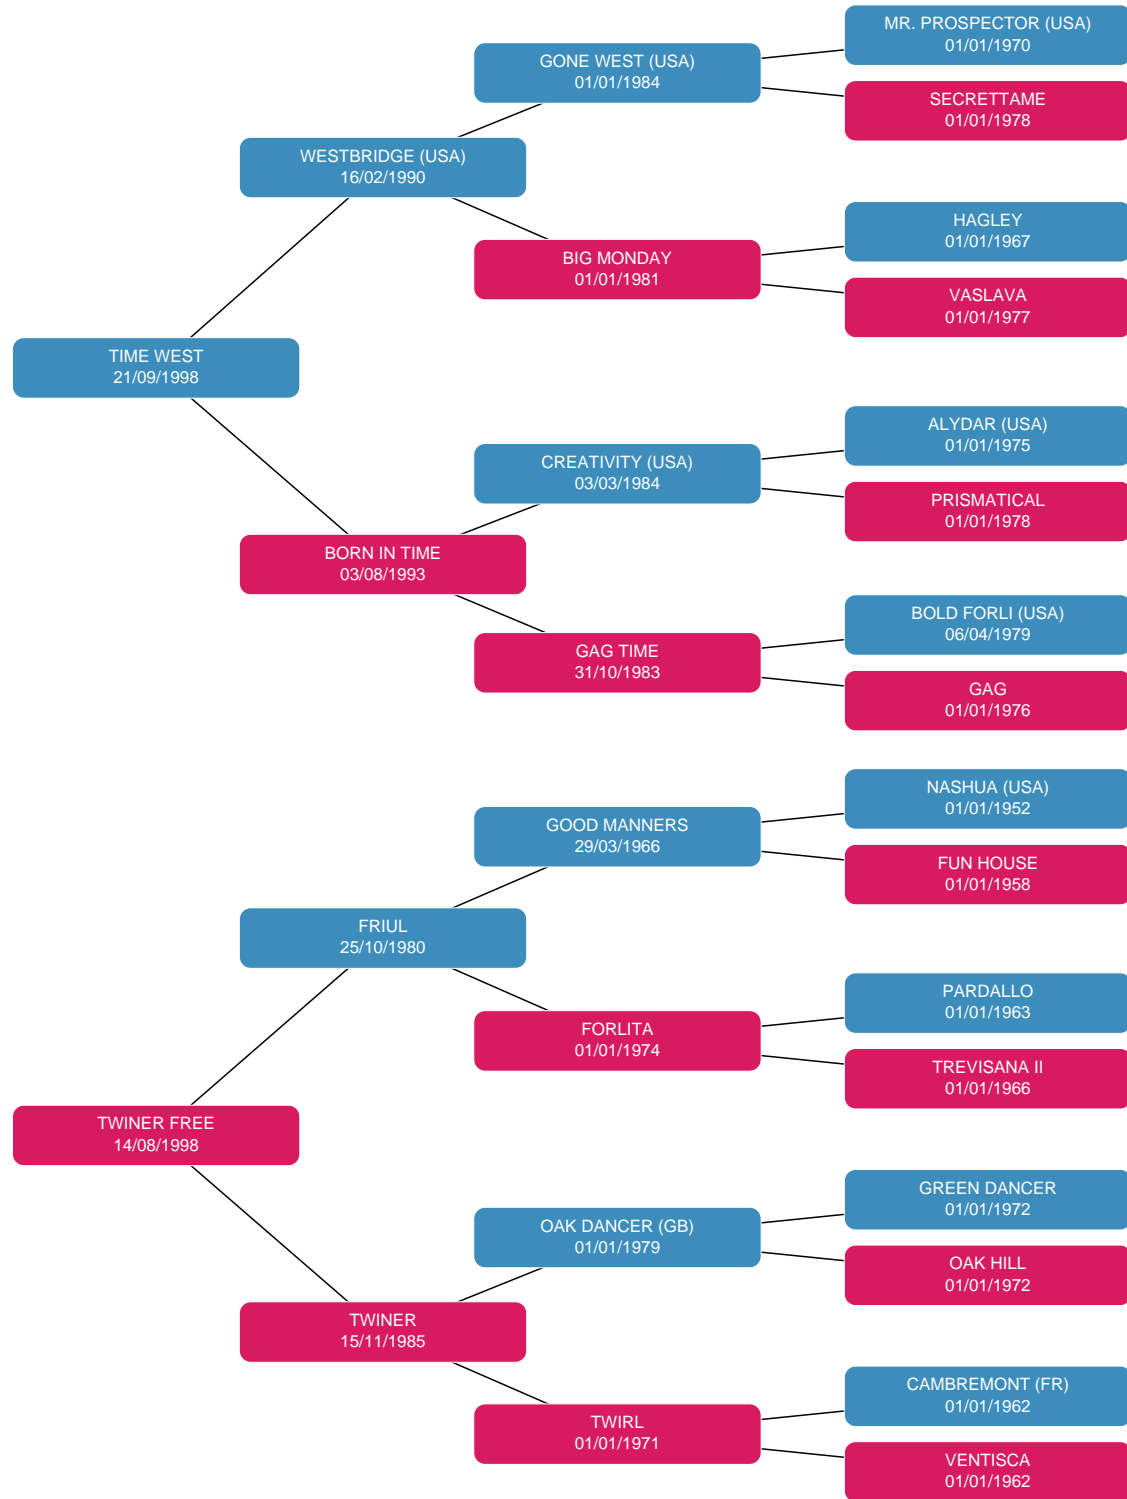 MR. PROSPECTOR (USA)
01/01/1970
GONE WEST (USA)
01/01/1984
SECRETTAME
01/01/1978
WESTBRIDGE (USA)
16/02/1990
HAGLEY
01/01/1967
BIG MONDAY
01/01/1981
VASLAVA
01/01/1977
TIME WEST
21/09/1998
ALYDAR (USA)
01/01/1975
CREATIVITY (USA)
03/03/1984
PRISMATICAL
01/01/1978
BORN IN TIME
03/08/1993
BOLD FORLI (USA)
06/04/1979
GAG TIME
31/10/1983
GAG
01/01/1976
NASHUA (USA)
01/01/1952
GOOD MANNERS
29/03/1966
FUN HOUSE
01/01/1958
FRIUL
25/10/1980
PARDALLO
01/01/1963
FORLITA
01/01/1974
TREVISANA II
01/01/1966
TWINER FREE
14/08/1998
GREEN DANCER
01/01/1972
OAK DANCER (GB)
01/01/1979
OAK HILL
01/01/1972
TWINER
15/11/1985
CAMBREMONT (FR)
01/01/1962
TWIRL
01/01/1971
VENTISCA
01/01/1962